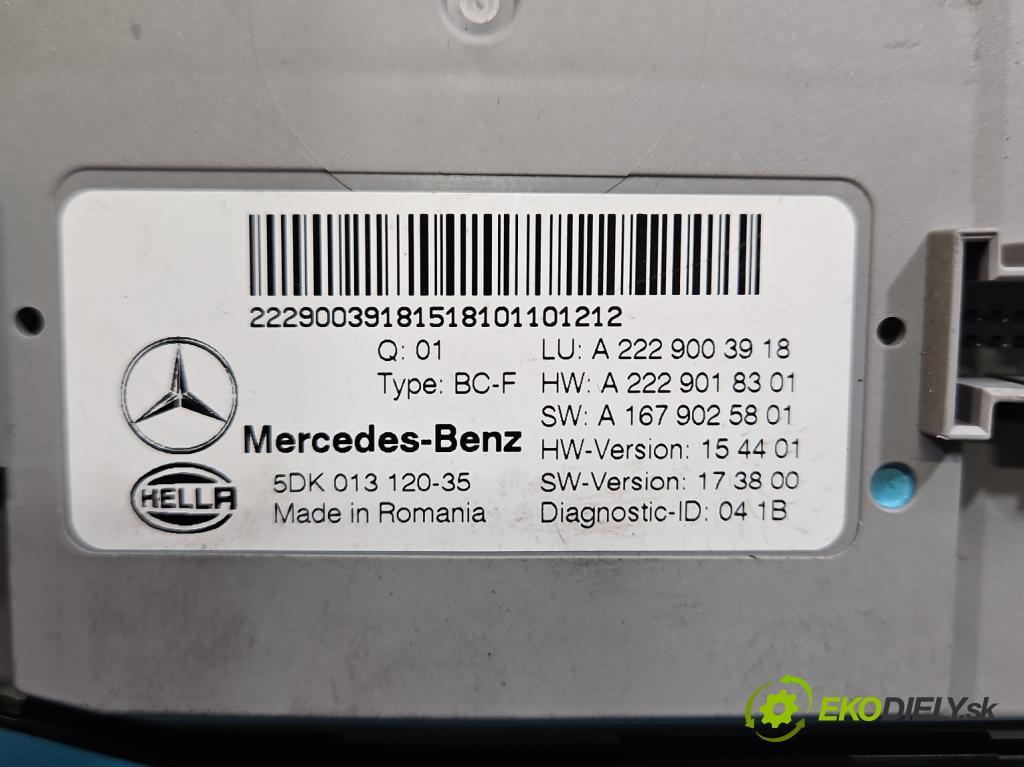 22290039181518101101212
Q: 01 LU: A 222 900 39 18
Type: BC-F HW: A 222 901 83 01
SW: A 167 902 58 01
Mercedes-Benz HW-Version: 15 44 01
HELLA 5DK 013 120-35 SW-Version: 17 38 00
Made in Romania Diagnostic-ID: 04 1B
EKODIELY.sk